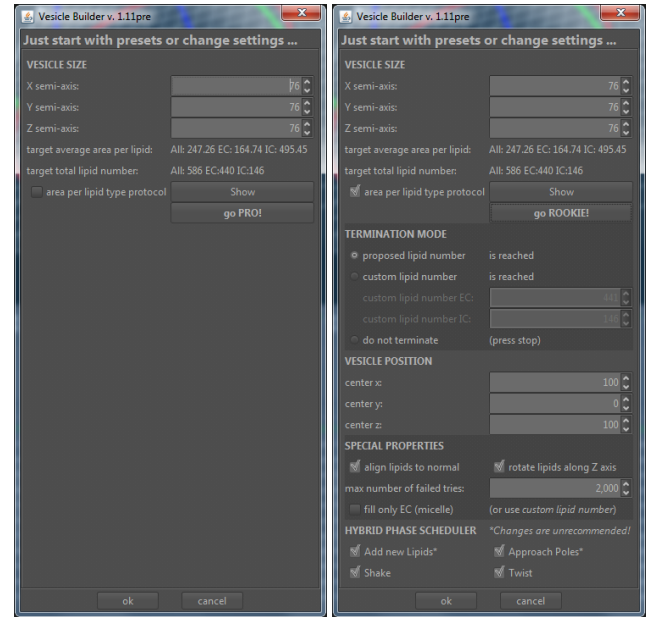 Vesicle Builder v. 1.11pre
Just start with presets or change settings ...
VESICLE SIZE
X semi-axis: 76
Y semi-axis: 76
Z semi-axis: 76
target average area per lipid: All: 247.26 EC: 164.74 IC: 495.45
target total lipid number: All: 586 EC:440 IC:146
area per lipid type protocol Show
go PRO!
ok cancel
Vesicle Builder v. 1.11pre
Just start with presets or change settings ...
VESICLE SIZE
X semi-axis: 76
Y semi-axis: 76
Z semi-axis: 76
target average area per lipid: All: 247.26 EC: 164.74 IC: 495.45
target total lipid number: All: 586 EC:440 IC:146
area per lipid type protocol Show
go ROOKIE!
TERMINATION MODE
proposed lipid number is reached
custom lipid number is reached
custom lipid number EC:
custom lipid number IC:
do not terminate (press stop)
VESICLE POSITION
center x: 100
center y: 0
center z: 100
SPECIAL PROPERTIES
align lipids to normal rotate lipids along Z axis
max number of failed tries: 2,000
fill only EC (micelle) (or use custom lipid number)
HYBRID PHASE SCHEDULER *Changes are unrecommended!
Add new Lipids* Approach Poles*
Shake Twist
ok cancel